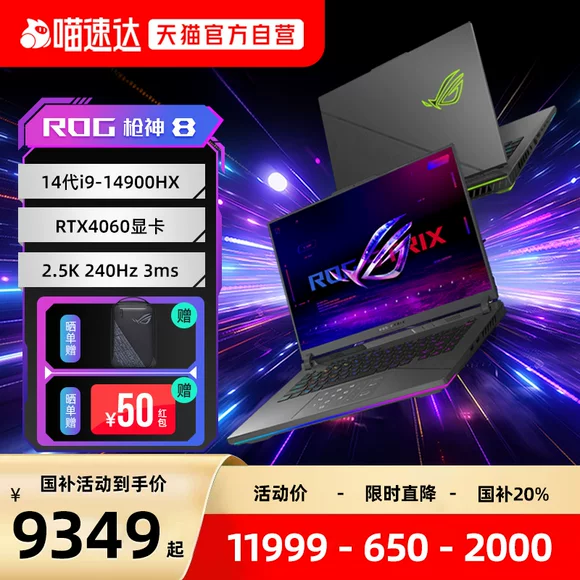 喵速达 天猫官方自营
ROG 枪神 8
14代i9-14900HX
RTX4060显卡
2.5K 240Hz 3ms
晒单赠
赠
晒单赠
¥50红包
赠
ROG STRIX
国补活动到手价
¥9349起
活动价 - 限时直降 - 国补20%
11999 - 650 - 2000